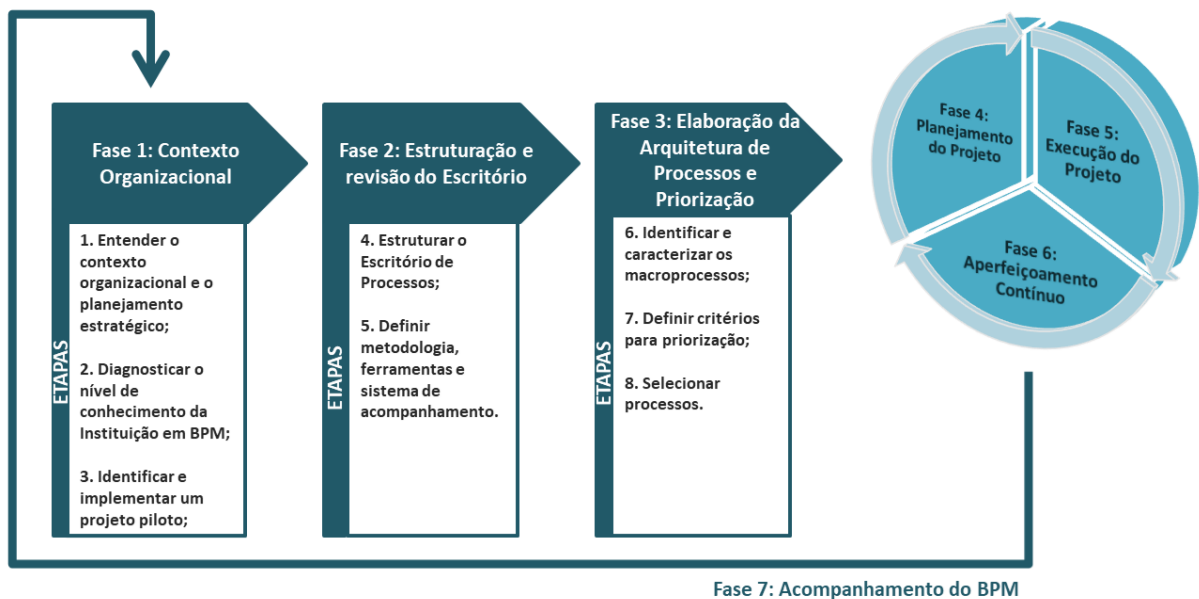 Fase 1: Contexto
Organizacional
ETAPAS
1. Entender o
contexto
organizacional e o
planejamento
estratégico;
2. Diagnosticar o
nível de
conhecimento da
Instituição em BPM;
3. Identificar e
implementar um
projeto piloto;
Fase 2: Estruturação e
revisão do Escritório
ETAPAS
4. Estruturar o
Escritório de
Processos;
5. Definir
metodologia,
ferramentas e
sistema de
acompanhamento.
Fase 3: Elaboração da
Arquitetura de
Processos e
Priorização
ETAPAS
6. Identificar e
caracterizar os
macroprocessos;
7. Definir critérios
para priorização;
8. Selecionar
processos.
Fase 4:
Planejamento
do Projeto
Fase 5:
Execução do
Projeto
Fase 6:
Aperfeiçoamento
Contínuo
Fase 7: Acompanhamento do BPM